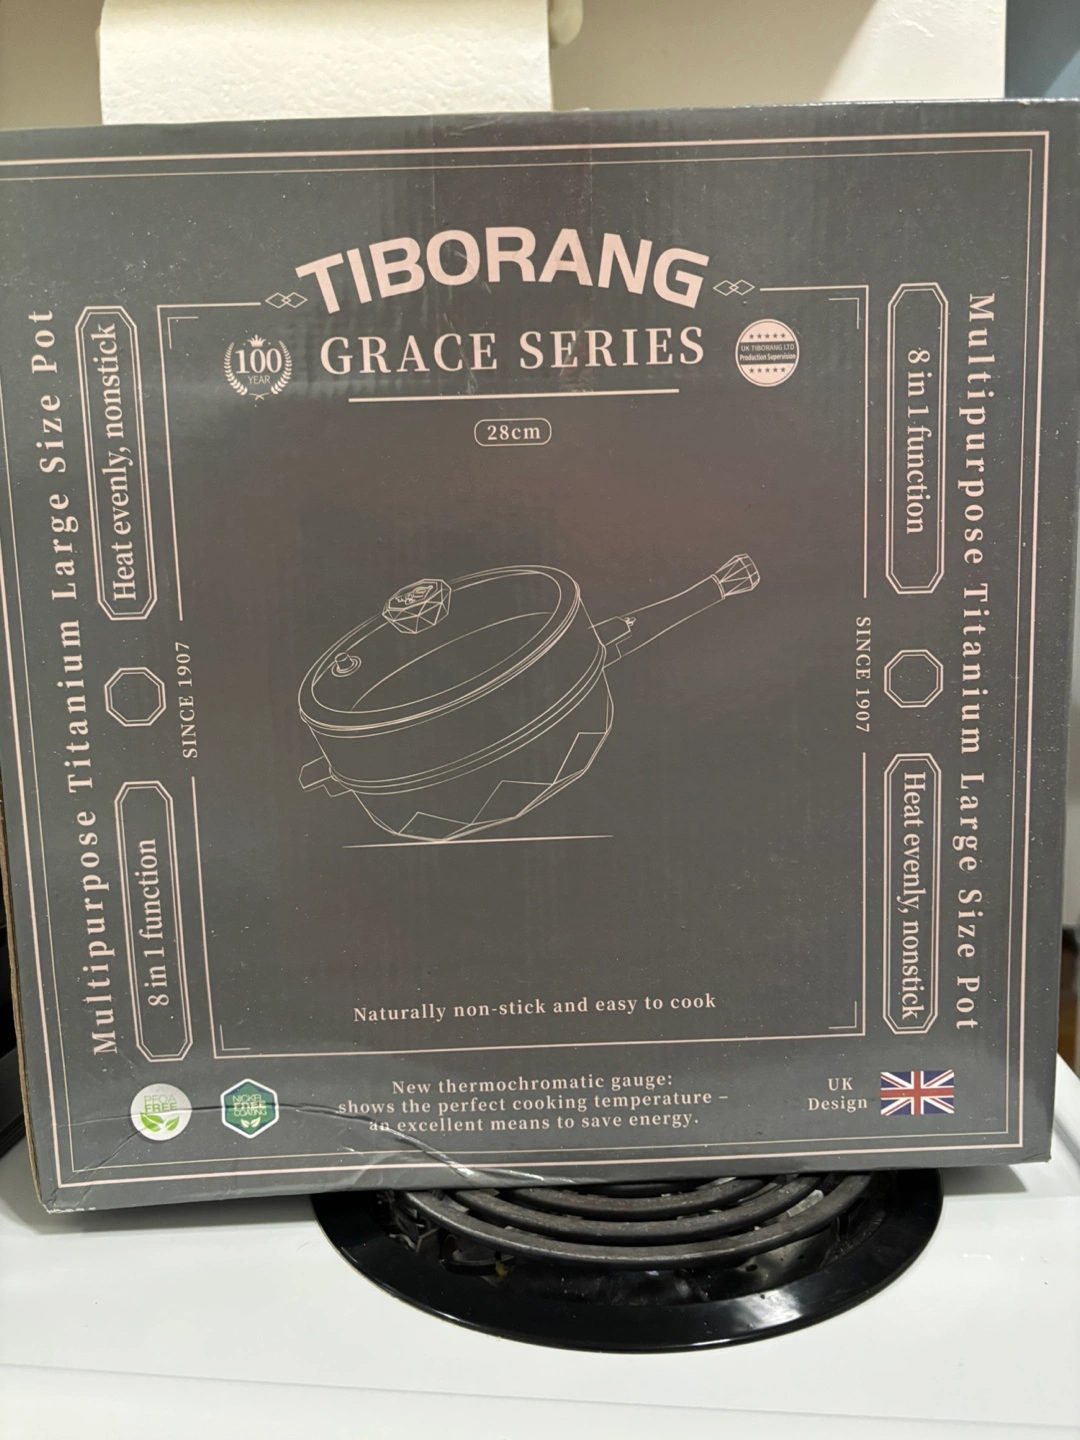 TIBORANG
GRACE SERIES
100
YEAR
UK TIBORANG LTD
Production Supervision
28cm
Multipurpose Titanium Large Size Pot
Heat evenly, nonstick
8 in 1 function
SINCE 1907
SINCE 1907
8 in 1 function
Heat evenly, nonstick
Multipurpose Titanium Large Size Pot
Naturally non-stick and easy to cook
New thermochromatic gauge:
shows the perfect cooking temperature –
an excellent means to save energy.
PFOA
FREE
NICKEL
FREE
COATING
UK
Design